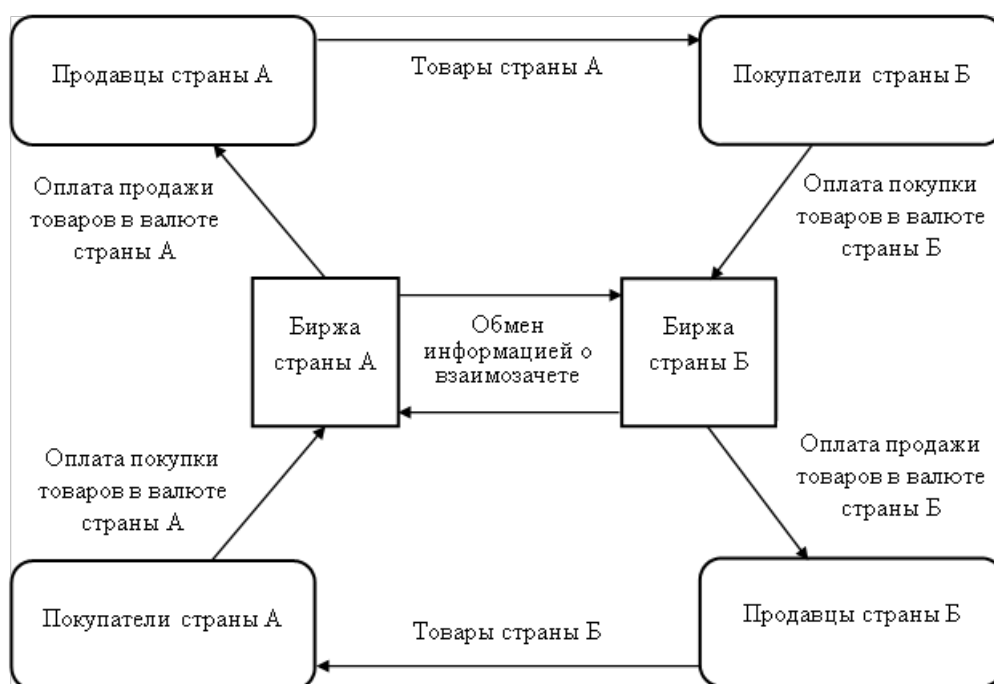 Продавцы страны А
Товары страны А
Покупатели страны Б
Оплата продажи
товаров в валюте
страны А
Оплата покупки
товаров в валюте
страны Б
Биржа
страны А
Обмен
информацией о
взаимозачете
Биржа
страны Б
Оплата покупки
товаров в валюте
страны А
Оплата продажи
товаров в валюте
страны Б
Покупатели страны А
Товары страны Б
Продавцы страны Б